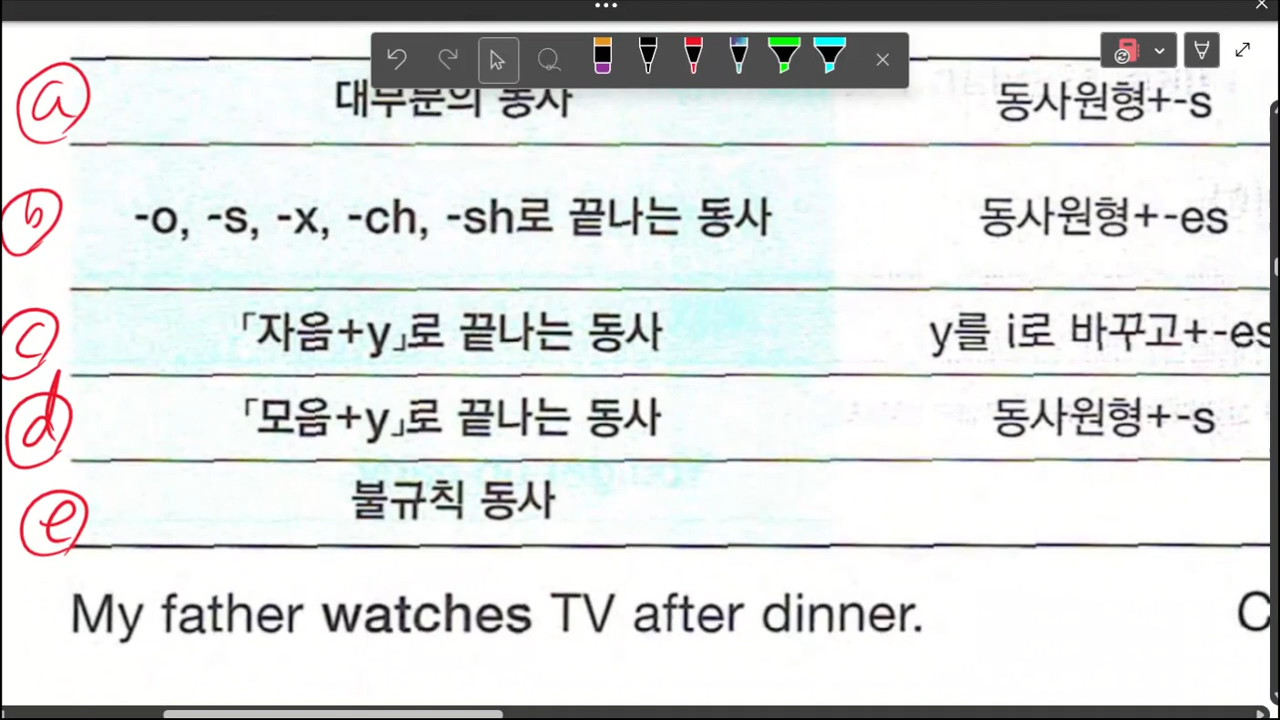 ⓐ 대부분의 동사 동사원형+-s
ⓑ -o, -s, -x, -ch, -sh로 끝나는 동사 동사원형+-es
ⓒ 「자음+y」로 끝나는 동사 y를 i로 바꾸고+-es
ⓓ 「모음+y」로 끝나는 동사 동사원형+-s
ⓔ 불규칙 동사
My father watches TV after dinner. C